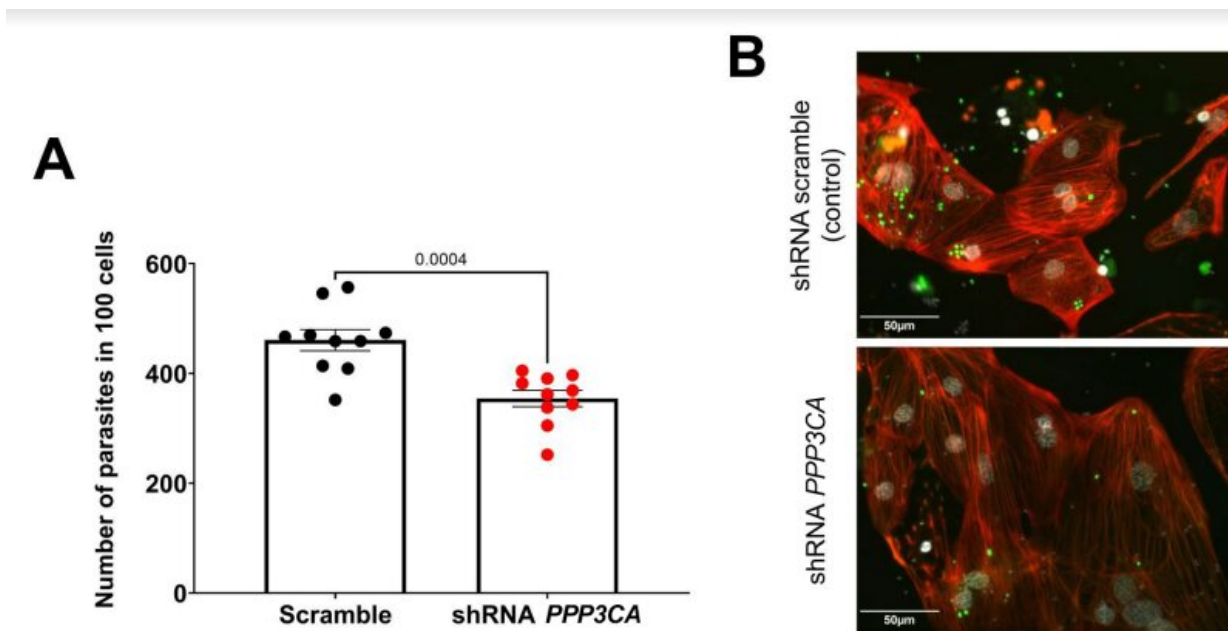 A
Number of parasites in 100 cells
600
400
200
0
0.0004
Scramble
shRNA PPP3CA
B
shRNA scramble
(control)
50µm
shRNA PPP3CA
50µm